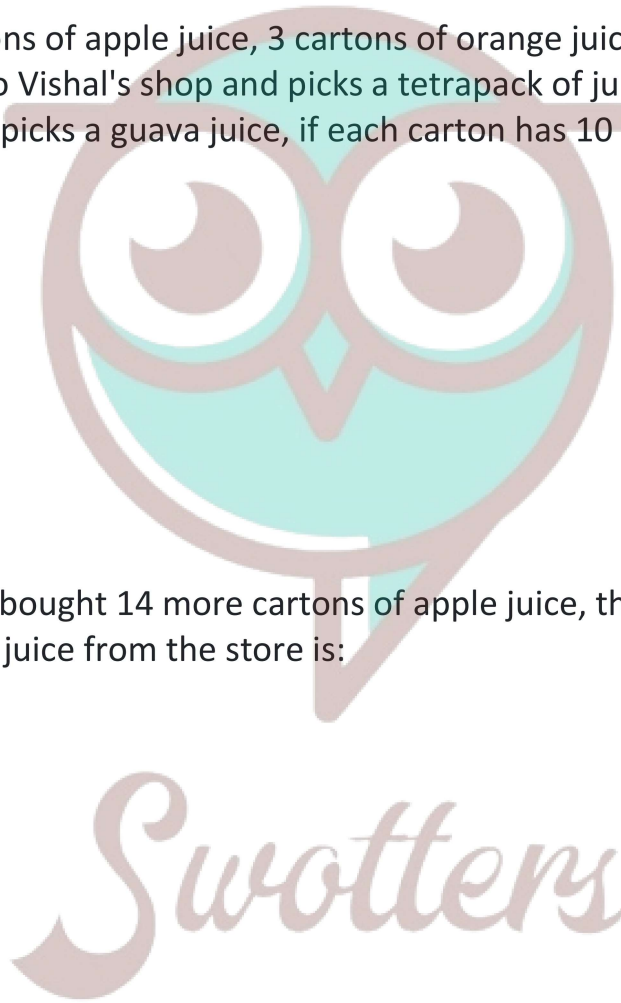 ns of apple juice, 3 cartons of orange juic
o Vishal's shop and picks a tetrapack of ju
picks a guava juice, if each carton has 10
bought 14 more cartons of apple juice, th
juice from the store is:
Swotters